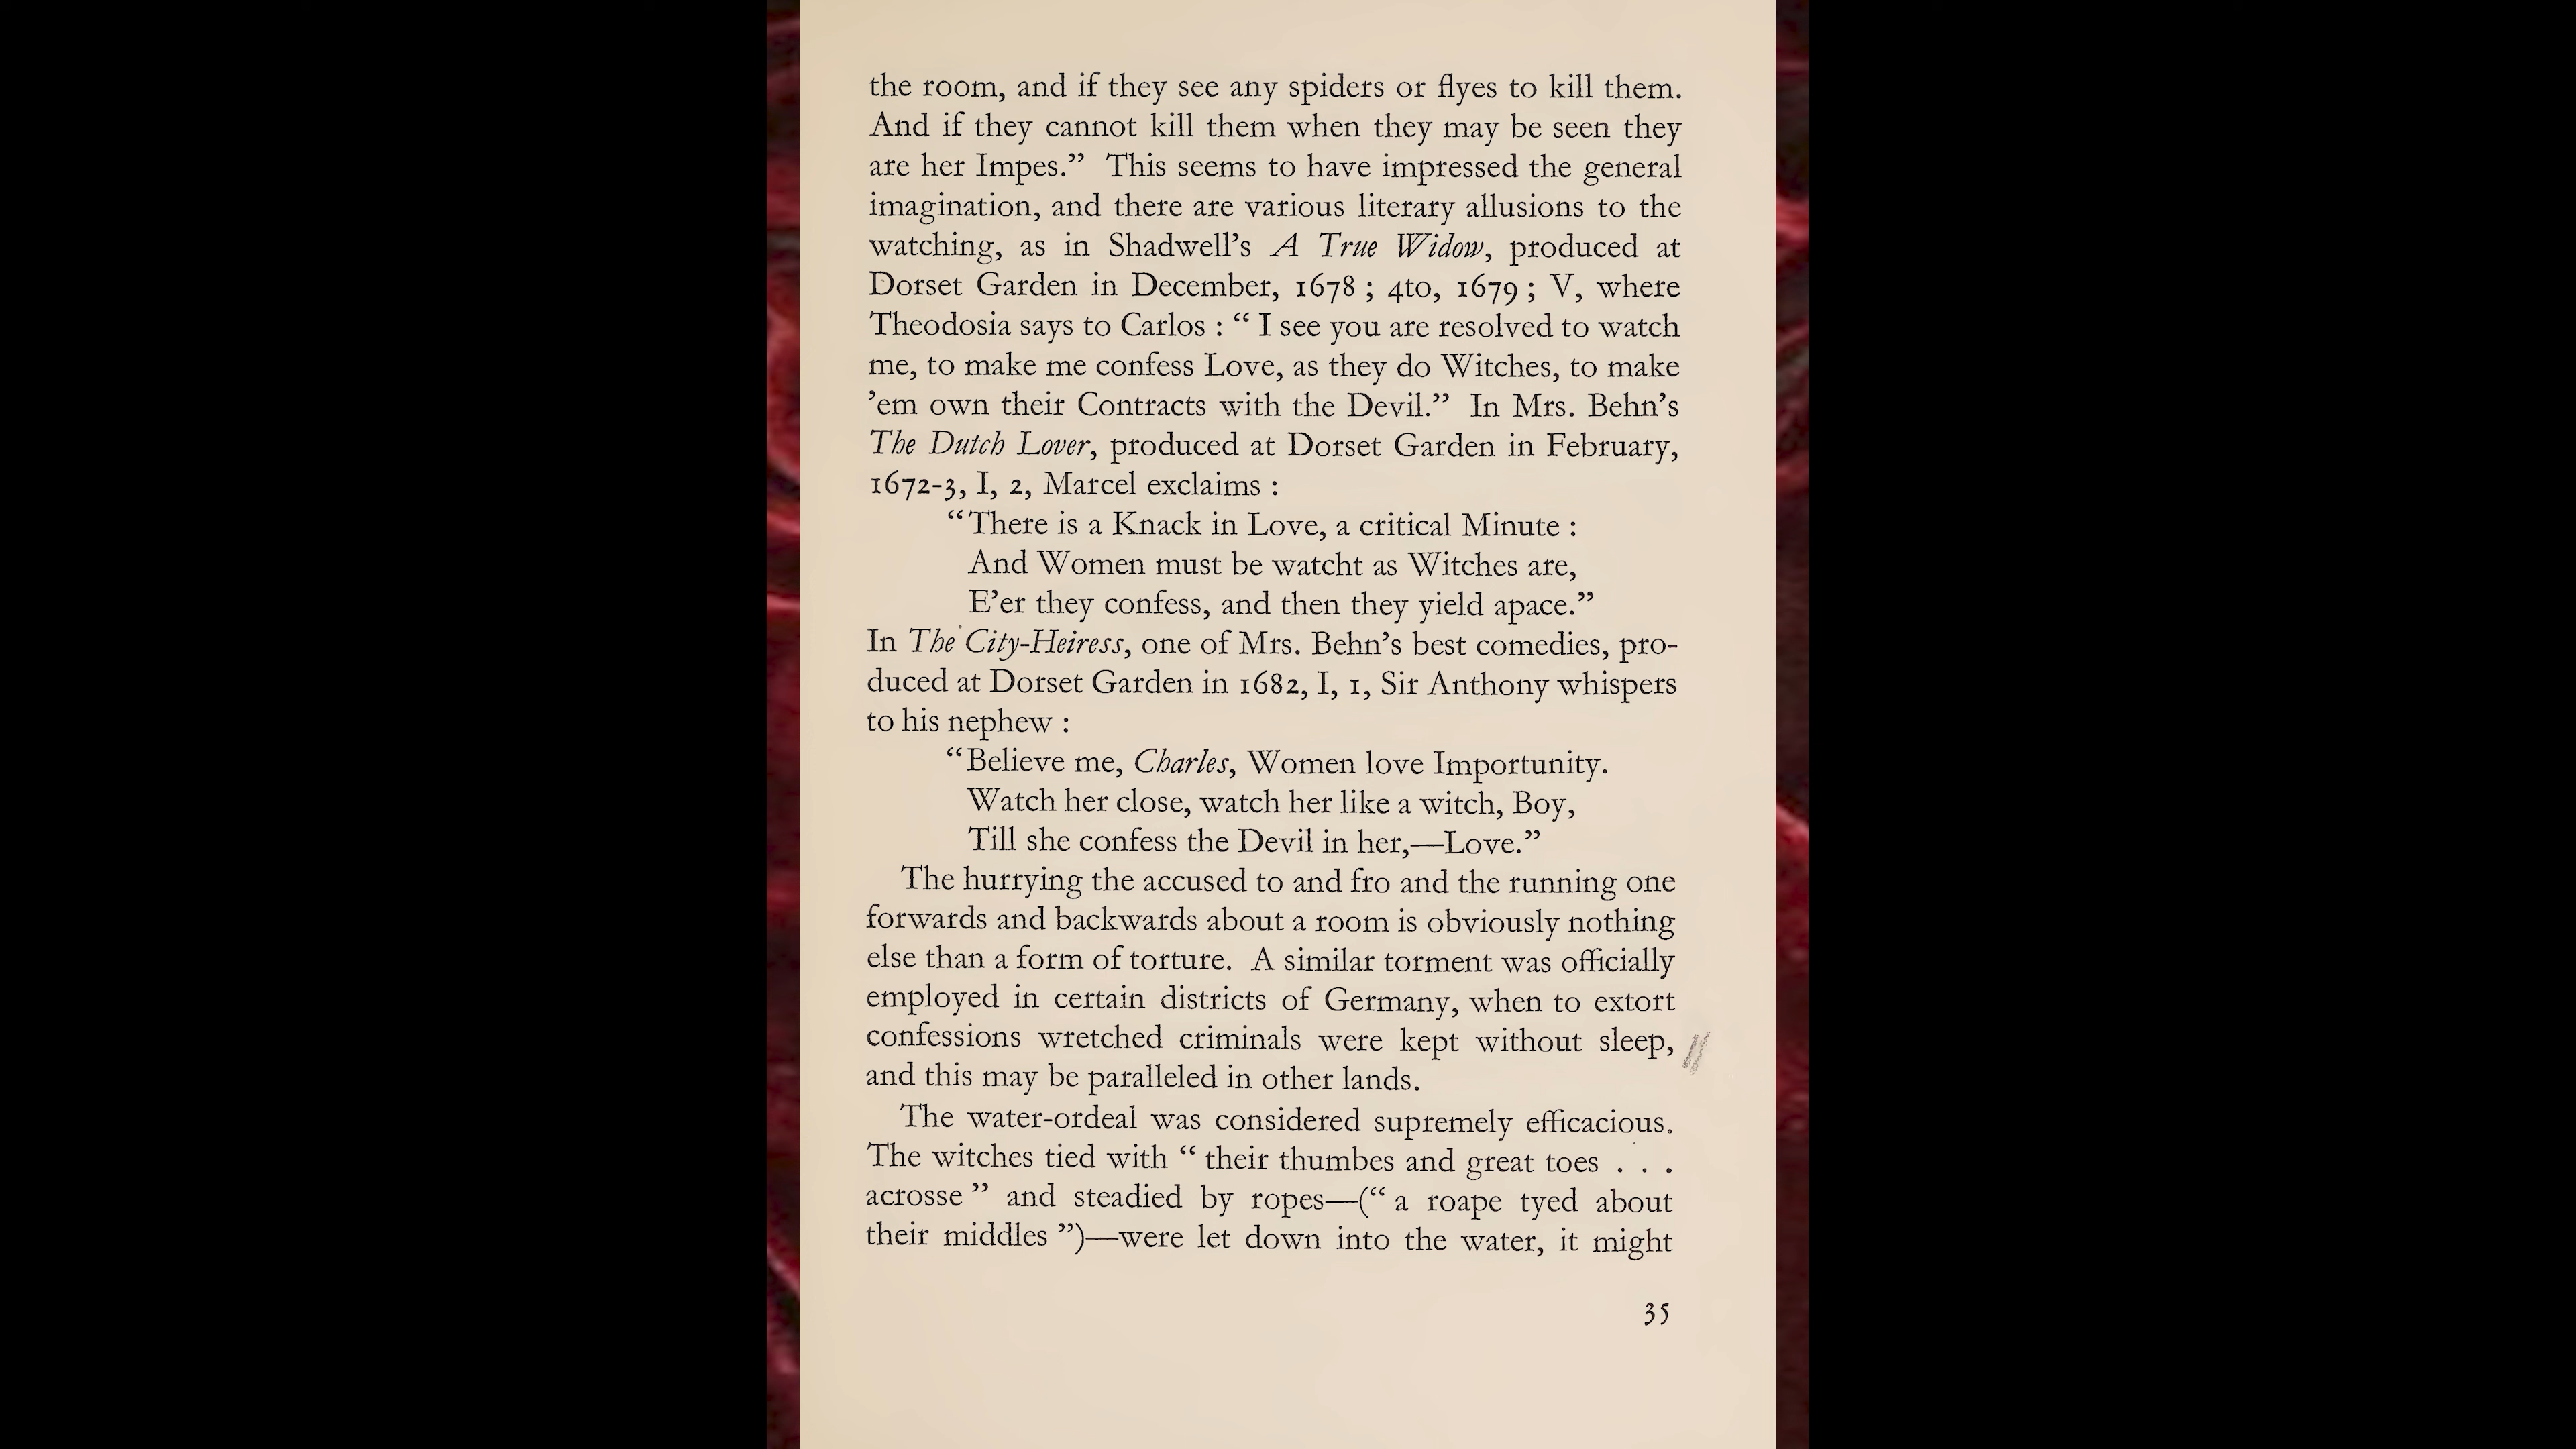 the room, and if they see any spiders or flyes to kill them.
And if they cannot kill them when they may be seen they
are her Impes.” This seems to have impressed the general
imagination, and there are various literary allusions to the
watching, as in Shadwell’s A True Widow, produced at
Dorset Garden in December, 1678 ; 4to, 1679 ; V, where
Theodosia says to Carlos : “ I see you are resolved to watch
me, to make me confess Love, as they do Witches, to make
’em own their Contracts with the Devil.” In Mrs. Behn’s
The Dutch Lover, produced at Dorset Garden in February,
1672-3, I, 2, Marcel exclaims :
“There is a Knack in Love, a critical Minute :
And Women must be watcht as Witches are,
E’er they confess, and then they yield apace.”
In The City-Heiress, one of Mrs. Behn’s best comedies, pro-
duced at Dorset Garden in 1682, I, 1, Sir Anthony whispers
to his nephew :
“Believe me, Charles, Women love Importunity.
Watch her close, watch her like a witch, Boy,
Till she confess the Devil in her,—Love.”
The hurrying the accused to and fro and the running one
forwards and backwards about a room is obviously nothing
else than a form of torture. A similar torment was officially
employed in certain districts of Germany, when to extort
confessions wretched criminals were kept without sleep,
and this may be paralleled in other lands.
The water-ordeal was considered supremely efficacious.
The witches tied with “ their thumbes and great toes . . .
acrosse ” and steadied by ropes—(“ a roape tyed about
their middles ”)—were let down into the water, it might
35